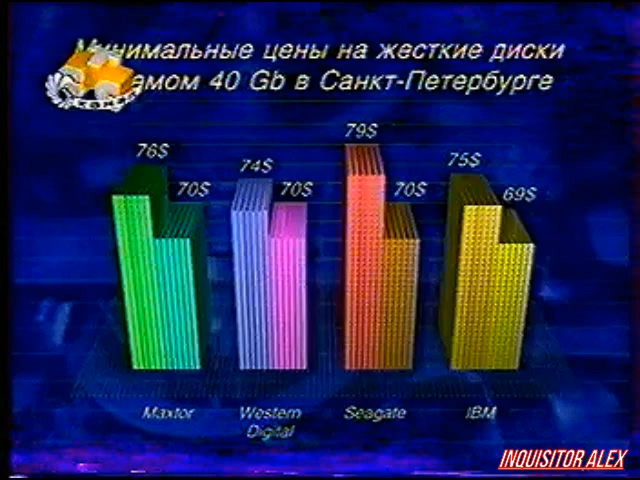 Минимальные цены на жесткие диски
40 Gb в Санкт-Петербурге
79$
76$
75$
74$
70$
70$
70$
69$
Maxtor
Western
Digital
Seagate
IBM
INQUISITOR ALEX